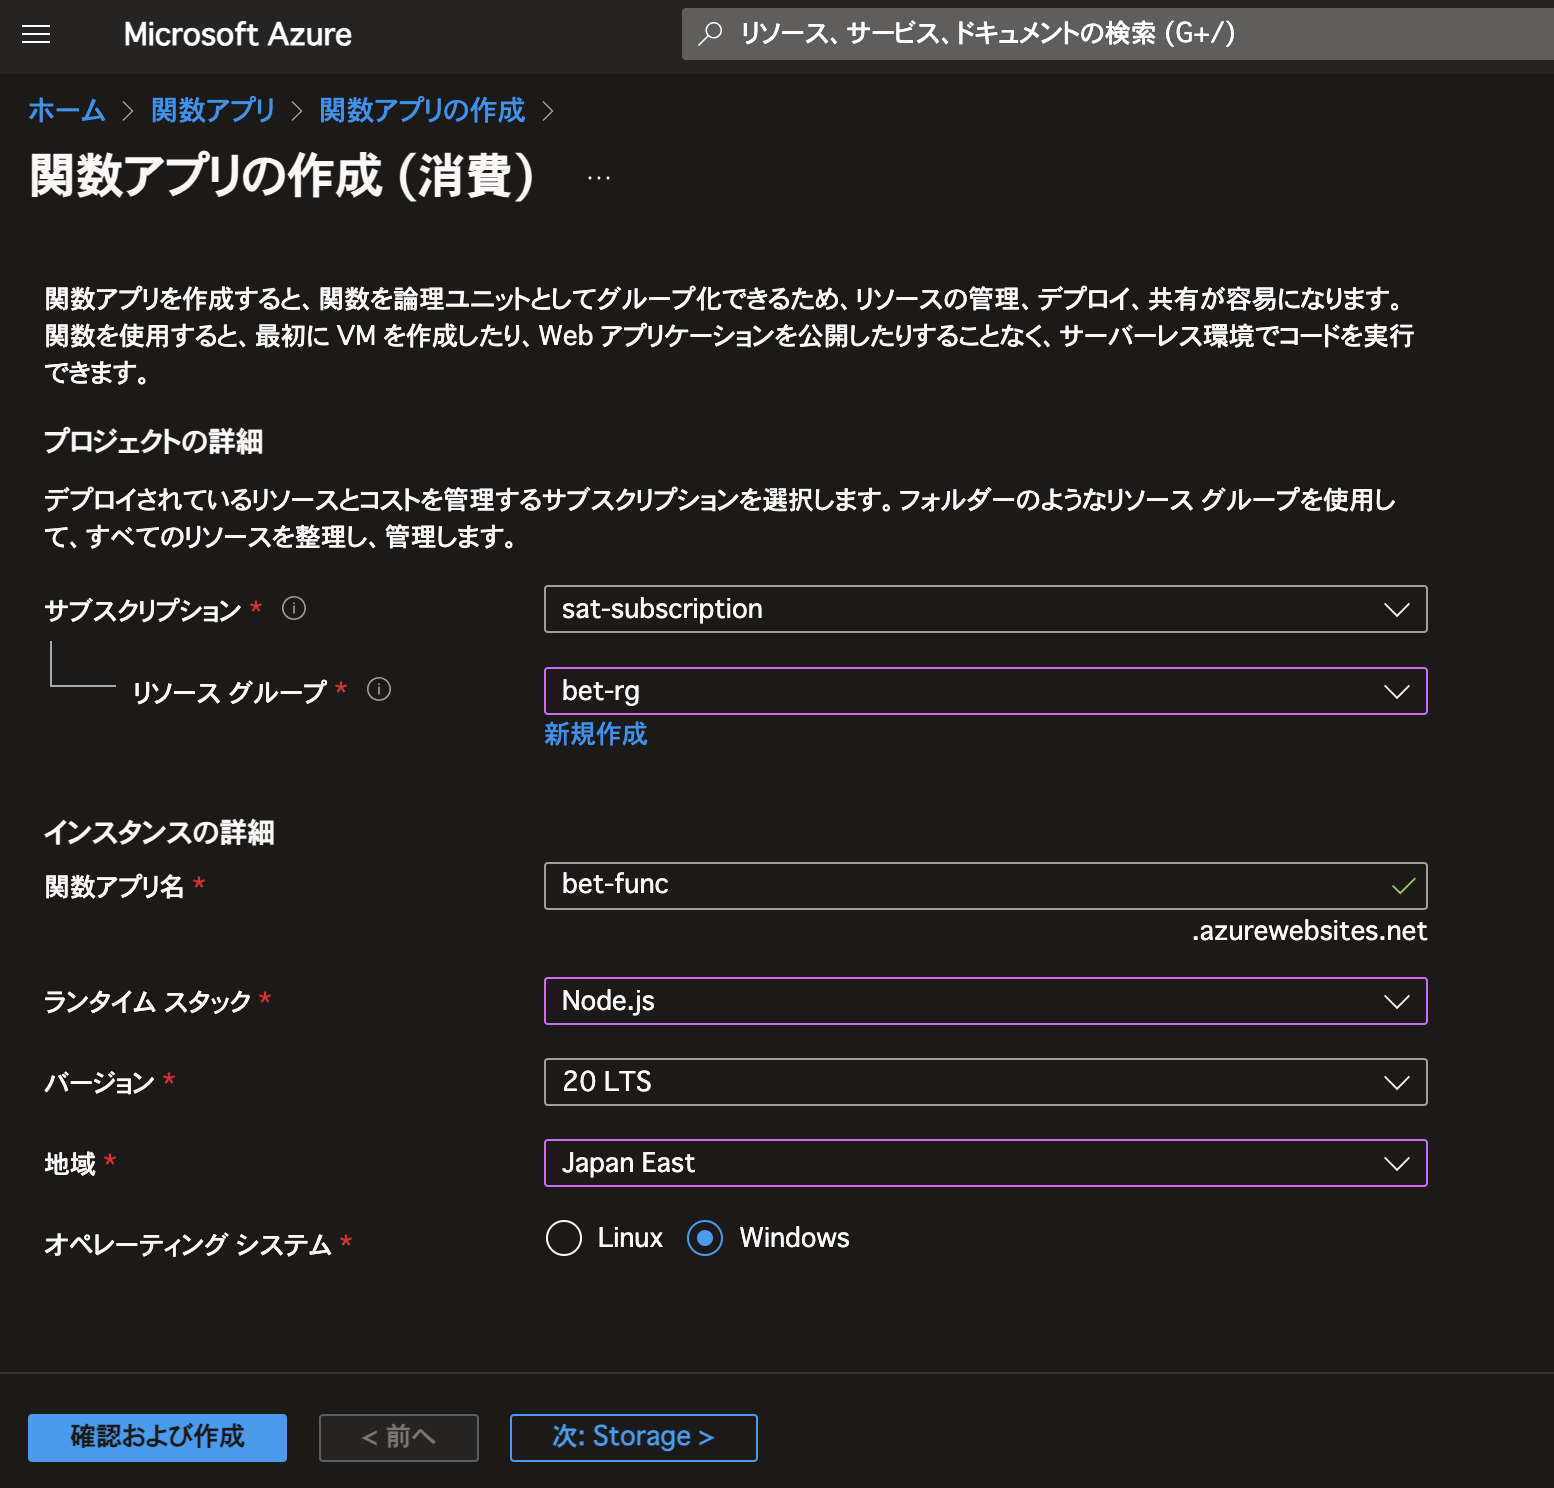 Microsoft Azure
リソース、サービス、ドキュメントの検索 (G+/)
ホーム > 関数アプリ > 関数アプリの作成 >
関数アプリの作成 (消費) …
関数アプリを作成すると、関数を論理ユニットとしてグループ化できるため、リソースの管理、デプロイ、共有が容易になります。
関数を使用すると、最初に VM を作成したり、Web アプリケーションを公開したりすることなく、サーバーレス環境でコードを実行
できます。
プロジェクトの詳細
デプロイされているリソースとコストを管理するサブスクリプションを選択します。フォルダーのようなリソース グループを使用し
て、すべてのリソースを整理し、管理します。
サブスクリプション *
sat-subscription
リソース グループ *
bet-rg
新規作成
インスタンスの詳細
関数アプリ名 *
bet-func
.azurewebsites.net
ランタイム スタック *
Node.js
バージョン *
20 LTS
地域 *
Japan East
オペレーティング システム *
Linux Windows
確認および作成
< 前へ
次: Storage >